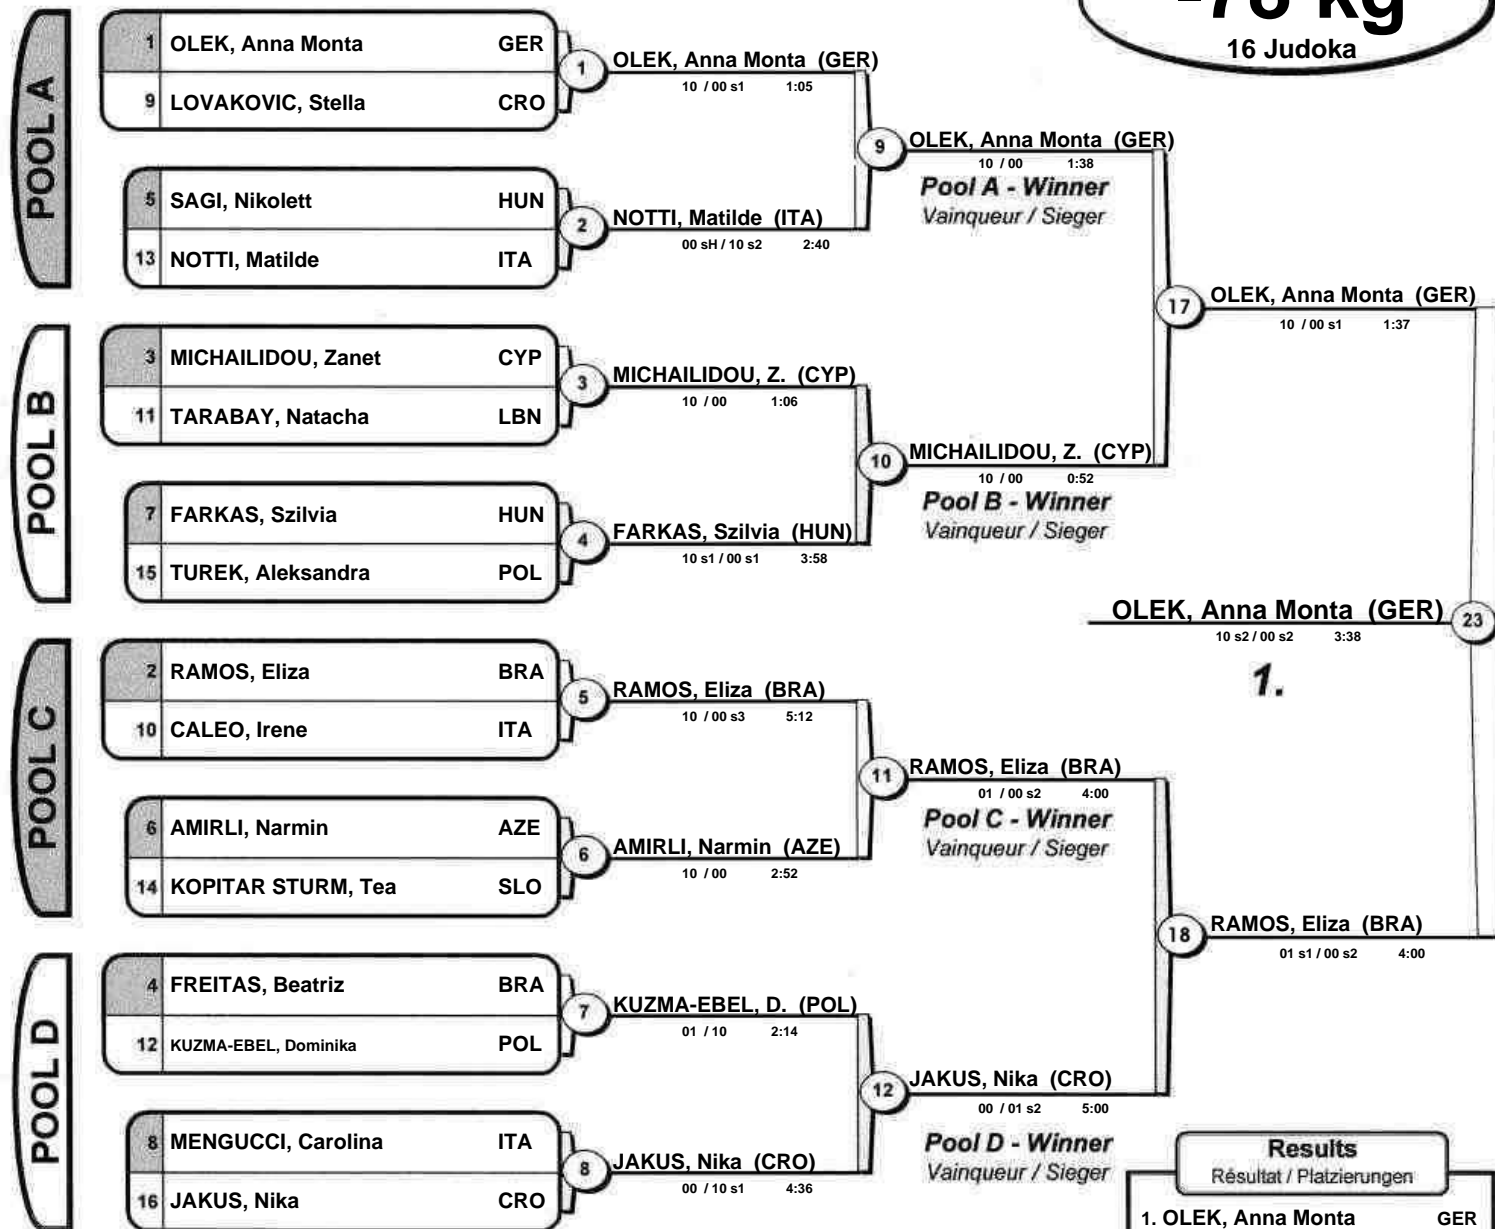 -78 kg
16 Judoka
POOL A
1 OLEK, Anna Monta GER
9 LOVAKOVIC, Stella CRO
1
OLEK, Anna Monta (GER)
10 / 00 s1 1:05
5 SAGI, Nikolett HUN
13 NOTTI, Matilde ITA
2
NOTTI, Matilde (ITA)
00 sH / 10 s2 2:40
9
OLEK, Anna Monta (GER)
10 / 00 1:38
Pool A - Winner
Vainqueur / Sieger
POOL B
3 MICHAILIDOU, Zanet CYP
11 TARABAY, Natacha LBN
3
MICHAILIDOU, Z. (CYP)
10 / 00 1:06
7 FARKAS, Szilvia HUN
15 TUREK, Aleksandra POL
4
FARKAS, Szilvia (HUN)
10 s1 / 00 s1 3:58
10
MICHAILIDOU, Z. (CYP)
10 / 00 0:52
Pool B - Winner
Vainqueur / Sieger
17
OLEK, Anna Monta (GER)
10 / 00 s1 1:37
OLEK, Anna Monta (GER)
23
10 s2 / 00 s2 3:38
1.
POOL C
2 RAMOS, Eliza BRA
10 CALEO, Irene ITA
5
RAMOS, Eliza (BRA)
10 / 00 s3 5:12
6 AMIRLI, Narmin AZE
14 KOPITAR STURM, Tea SLO
6
AMIRLI, Narmin (AZE)
10 / 00 2:52
11
RAMOS, Eliza (BRA)
01 / 00 s2 4:00
Pool C - Winner
Vainqueur / Sieger
POOL D
4 FREITAS, Beatriz BRA
12 KUZMA-EBEL, Dominika POL
7
KUZMA-EBEL, D. (POL)
01 / 10 2:14
8 MENGUCCI, Carolina ITA
16 JAKUS, Nika CRO
8
JAKUS, Nika (CRO)
00 / 10 s1 4:36
12
JAKUS, Nika (CRO)
00 / 01 s2 5:00
Pool D - Winner
Vainqueur / Sieger
18
RAMOS, Eliza (BRA)
01 s1 / 00 s2 4:00
Results
Résultat / Platzierungen
1. OLEK, Anna Monta GER